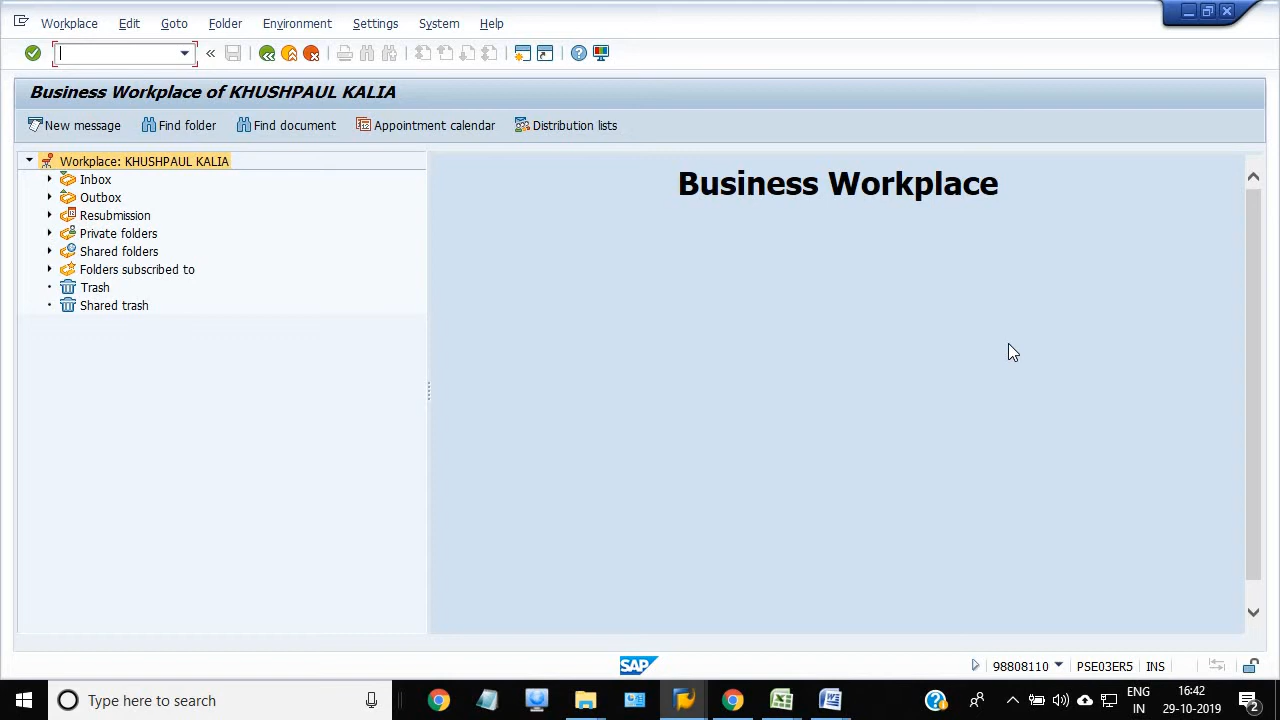 Workplace Edit Goto Folder Environment Settings System Help
Business Workplace of KHUSHPAUL KALIA
New message Find folder Find document Appointment calendar Distribution lists
Workplace: KHUSHPAUL KALIA
Inbox
Outbox
Resubmission
Private folders
Shared folders
Folders subscribed to
Trash
Shared trash
Business Workplace
SAP 98808110 PSE03ER5 INS
Type here to search
ENG
IN
16:42
29-10-2019
2